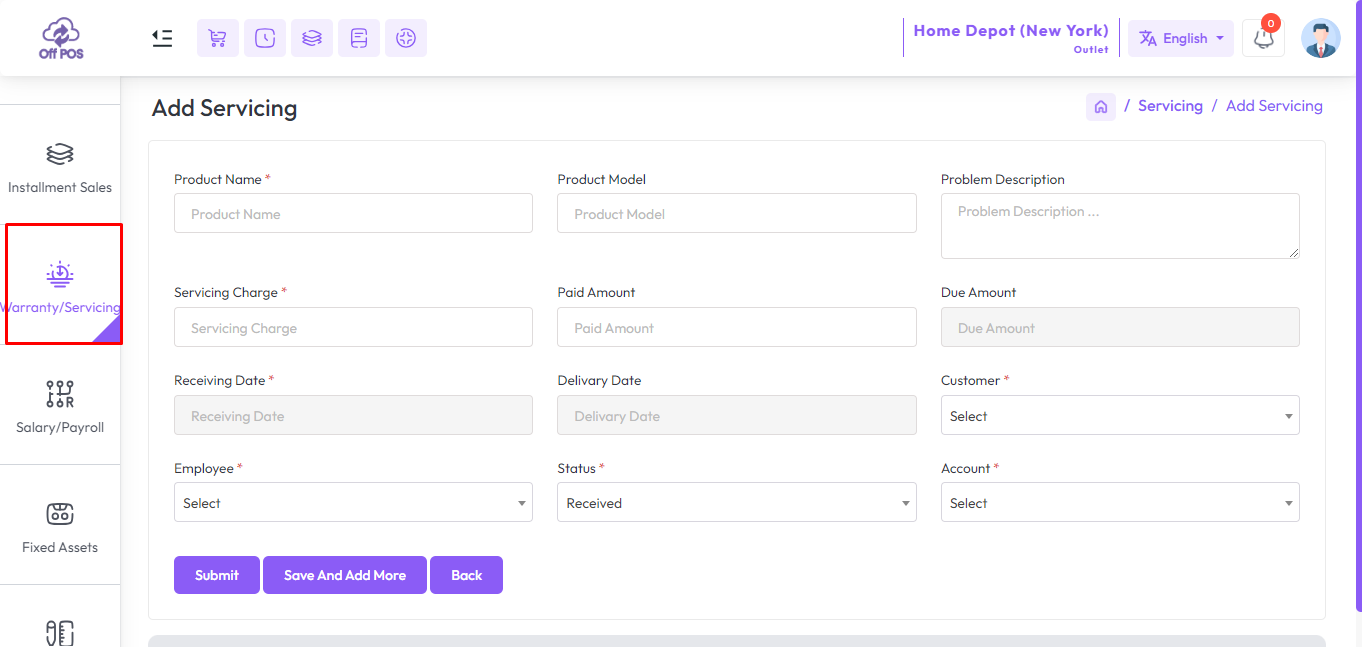 Off POS
Home Depot (New York)
Outlet
English
0
Installment Sales
Warranty/Servicing
Salary/Payroll
Fixed Assets
Add Servicing
/ Servicing / Add Servicing
Product Name *
Product Model
Problem Description
Product Name
Product Model
Problem Description ...
Servicing Charge *
Paid Amount
Due Amount
Servicing Charge
Paid Amount
Due Amount
Receiving Date *
Delivary Date
Customer *
Receiving Date
Delivary Date
Select
Employee *
Status *
Account *
Select
Received
Select
Submit
Save And Add More
Back